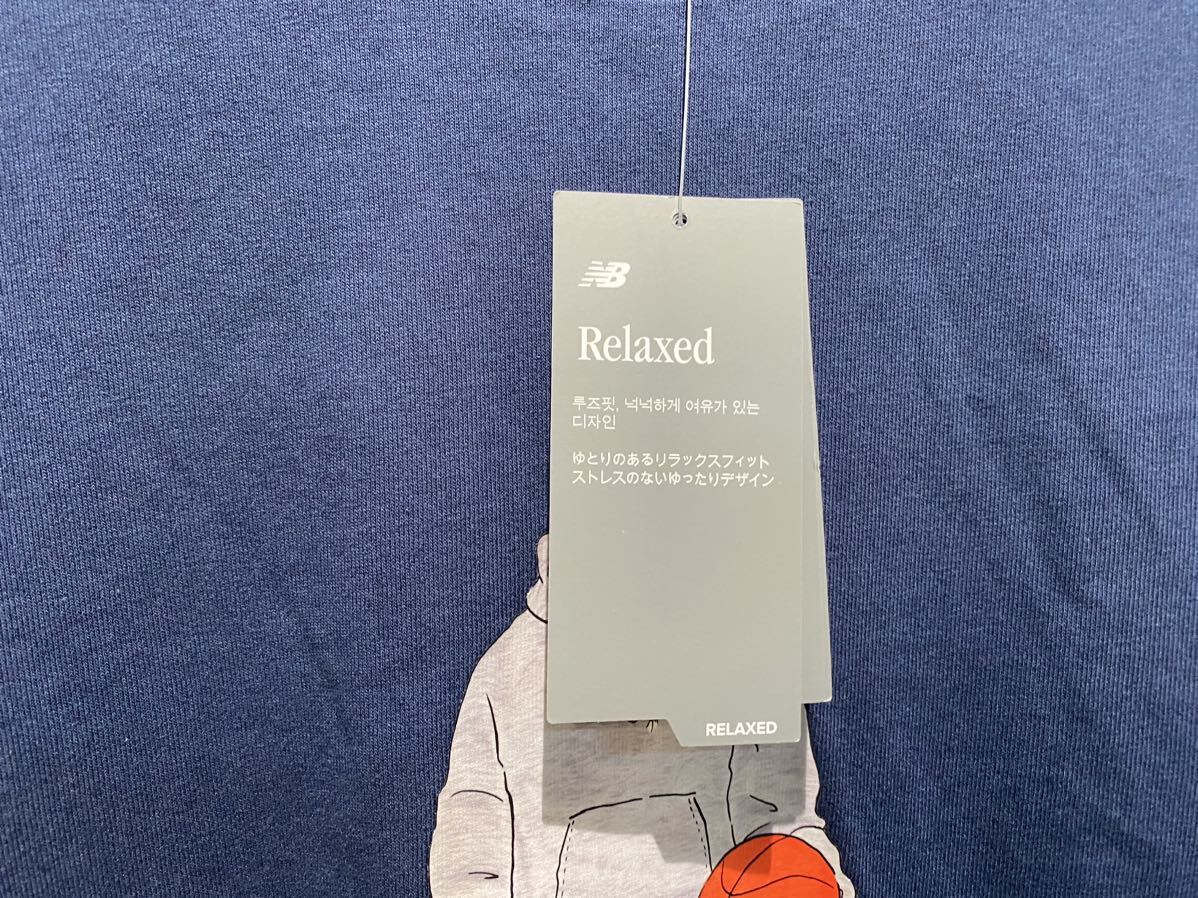 NB
Relaxed
루즈핏, 넉넉하게 여유가 있는
디자인
ゆとりのあるリラックスフィット
ストレスのないゆったりデザイン
RELAXED